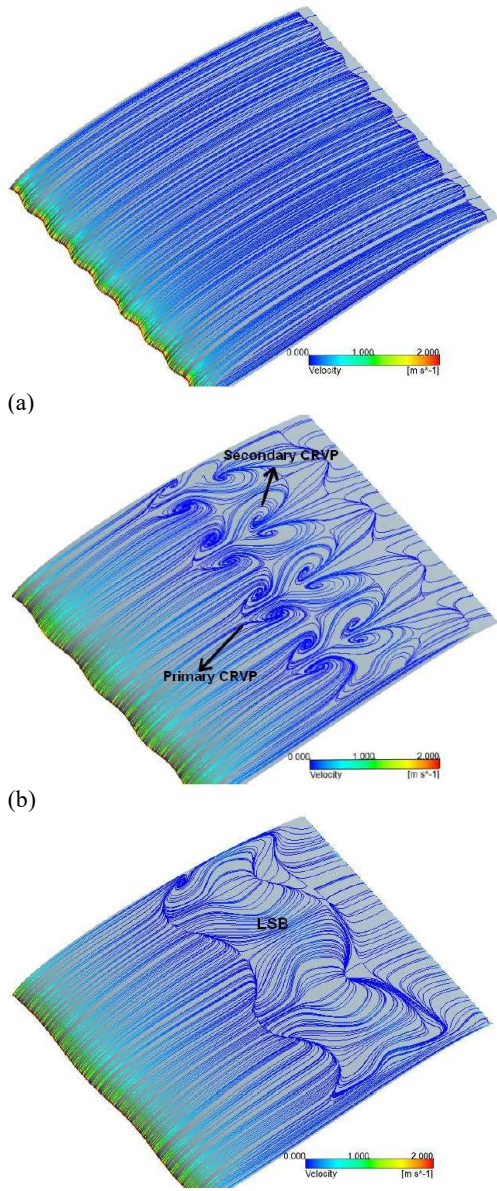 0.000 1.000 2.000
Velocity [m s^-1]
(a)
Secondary CRVP
Primary CRVP
0.000 1.000 2.000
Velocity [m s^-1]
(b)
LSB
0.000 1.000 2.000
Velocity [m s^-1]